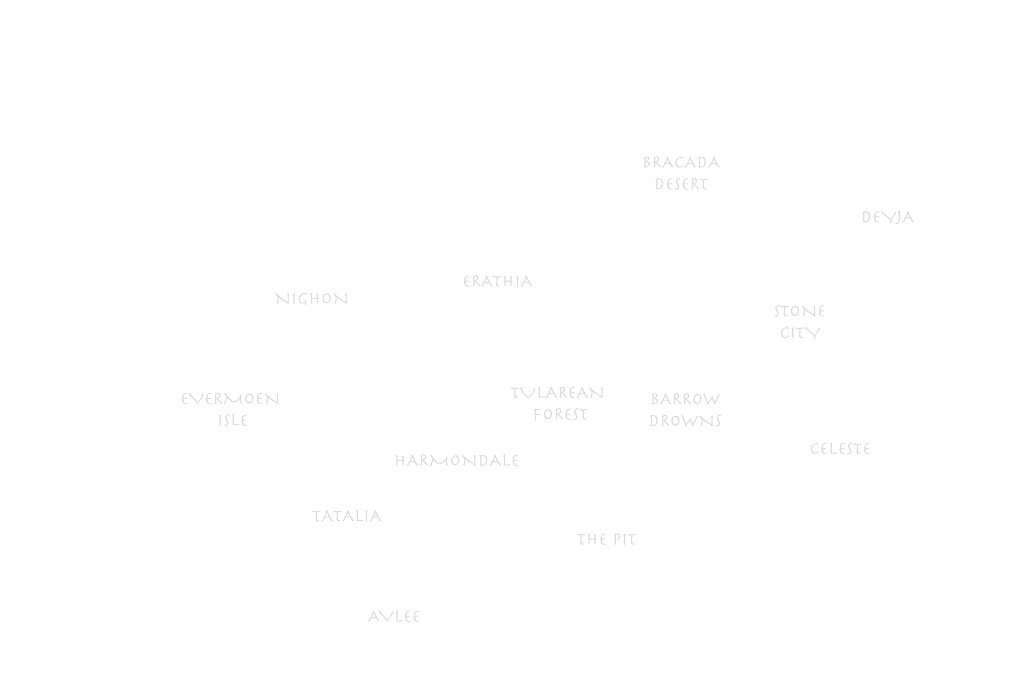 BRACADA
DESERT
DEYJA
ERATHIA
NIGHON
STONE
CITY
TULAREAN
FOREST
EVERMOEN
ISLE
BARROW
DROWNS
CELESTE
HARMONDALE
TATALIA
THE PIT
AVLEE